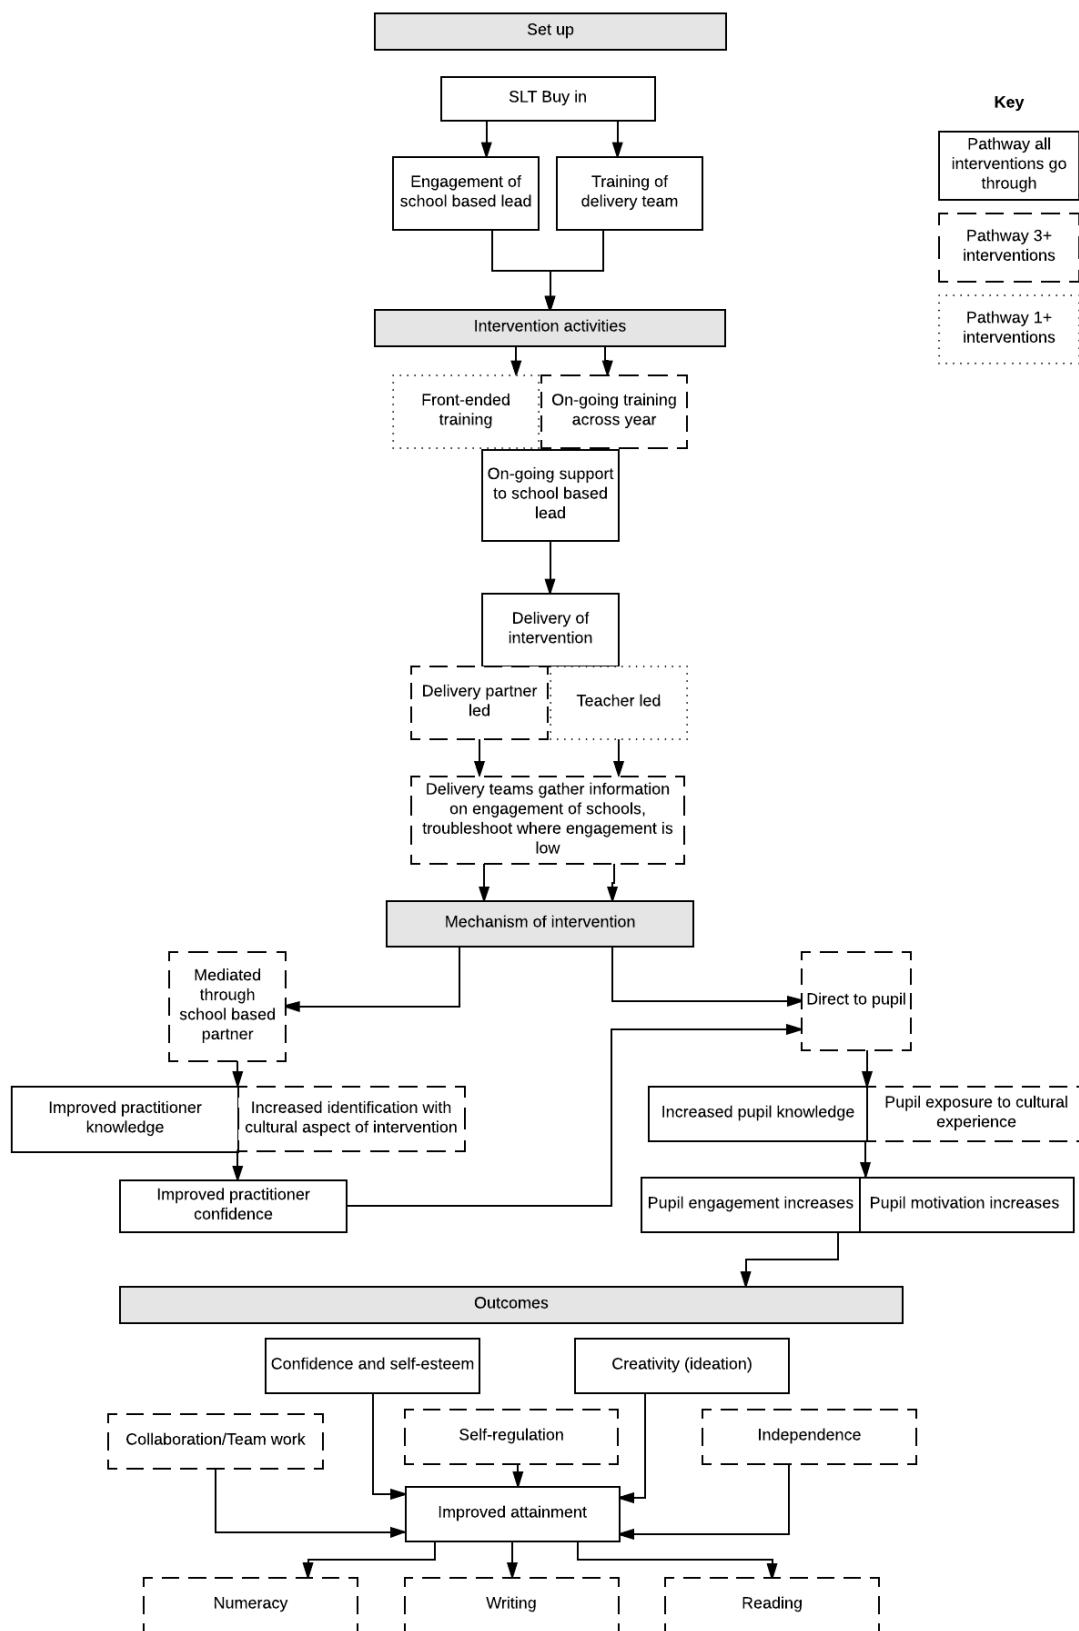 Set up
SLT Buy in
Key
Pathway all
interventions go
through
Engagement of
school based lead
Training of
delivery team
Pathway 3+
interventions
Pathway 1+
interventions
Intervention activities
Front-ended
training
On-going training
across year
On-going support
to school based
lead
Delivery of
intervention
Delivery partner
led
Teacher led
Delivery teams gather information
on engagement of schools,
troubleshoot where engagement is
low
Mechanism of intervention
Mediated
through
school based
partner
Direct to pupil
Improved practitioner
knowledge
Increased identification with
cultural aspect of intervention
Increased pupil knowledge
Pupil exposure to cultural
experience
Improved practitioner
confidence
Pupil engagement increases
Pupil motivation increases
Outcomes
Confidence and self-esteem
Creativity (ideation)
Collaboration/Team work
Self-regulation
Independence
Improved attainment
Numeracy
Writing
Reading